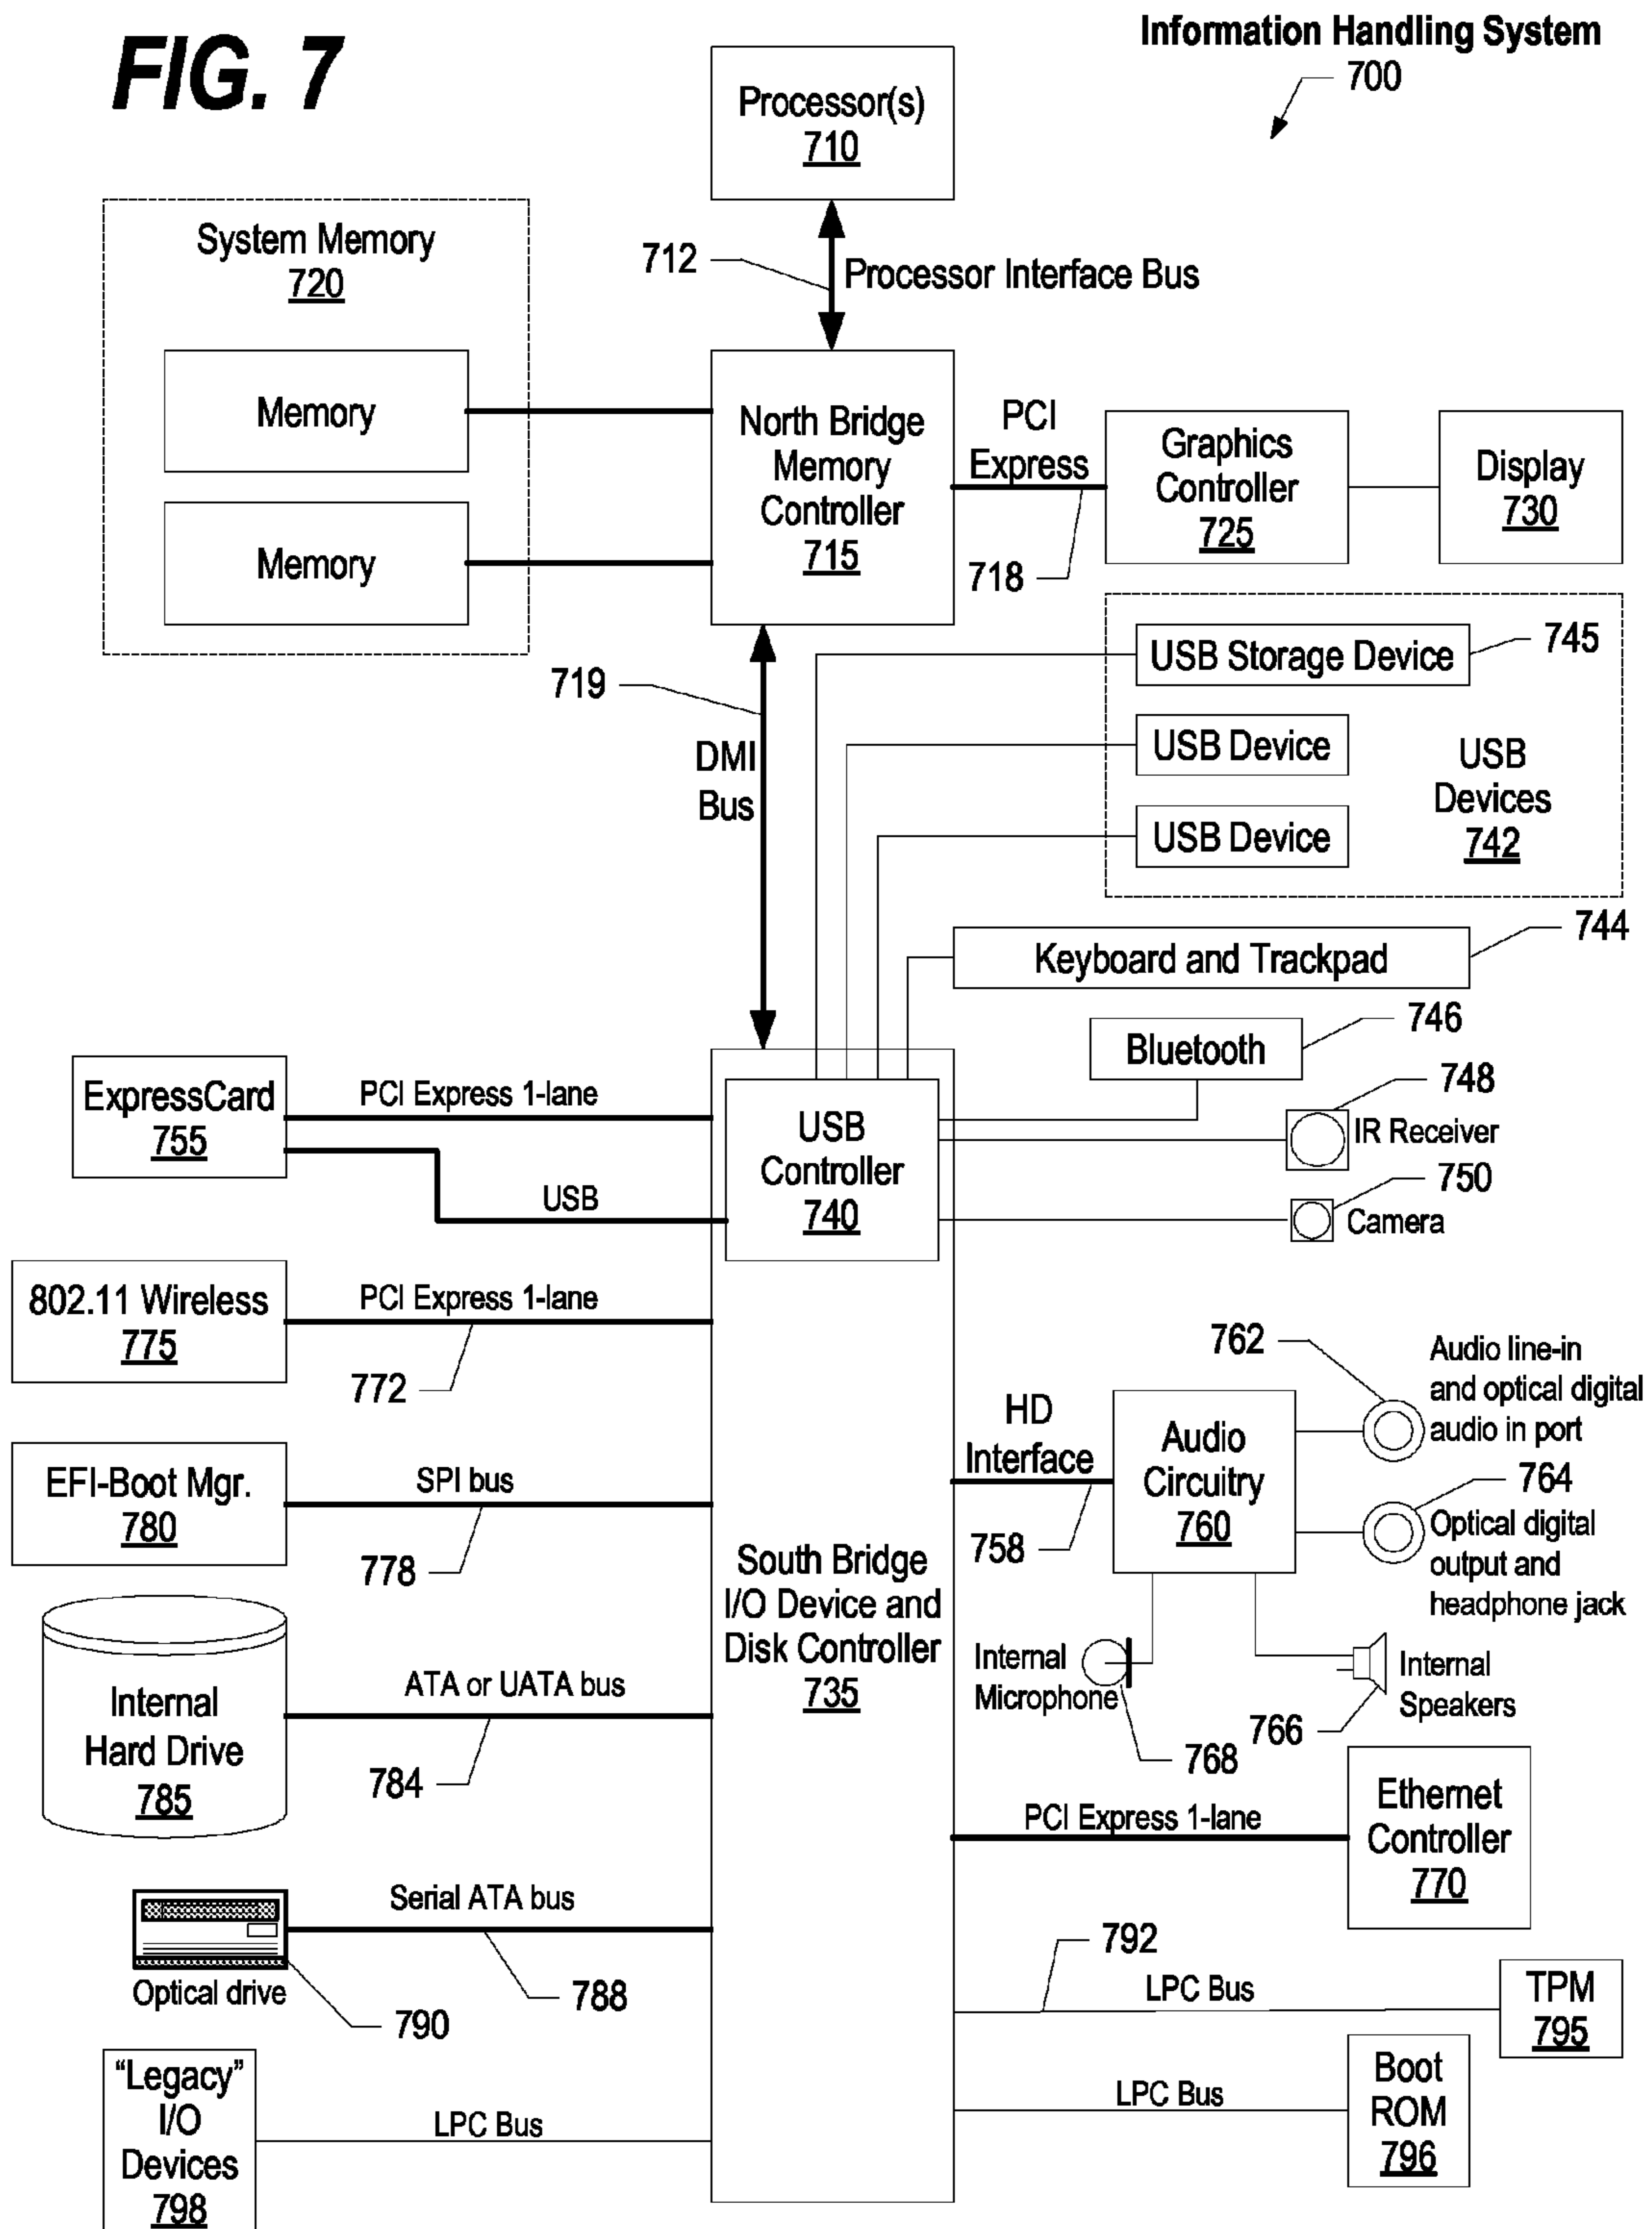 FIG. 7
Information Handling System
700
Processor(s)
710
System Memory
720
712
Processor Interface Bus
Memory
Memory
North Bridge
Memory
Controller
715
PCI
Express
718
Graphics
Controller
725
Display
730
719
DMI
Bus
USB Storage Device
745
USB Device
USB Device
USB
Devices
742
Keyboard and Trackpad
744
Bluetooth
746
748
IR Receiver
750
Camera
ExpressCard
755
PCI Express 1-lane
USB
USB
Controller
740
802.11 Wireless
775
PCI Express 1-lane
772
EFI-Boot Mgr.
780
SPI bus
778
South Bridge
I/O Device and
Disk Controller
735
HD
Interface
758
Audio
Circuitry
760
762
Audio line-in
and optical digital
audio in port
764
Optical digital
output and
headphone jack
Internal
Microphone
768
Internal
Speakers
766
Internal
Hard Drive
785
ATA or UATA bus
784
PCI Express 1-lane
Ethernet
Controller
770
Serial ATA bus
788
Optical drive
790
792
LPC Bus
TPM
795
"Legacy"
I/O
Devices
798
LPC Bus
LPC Bus
Boot
ROM
796